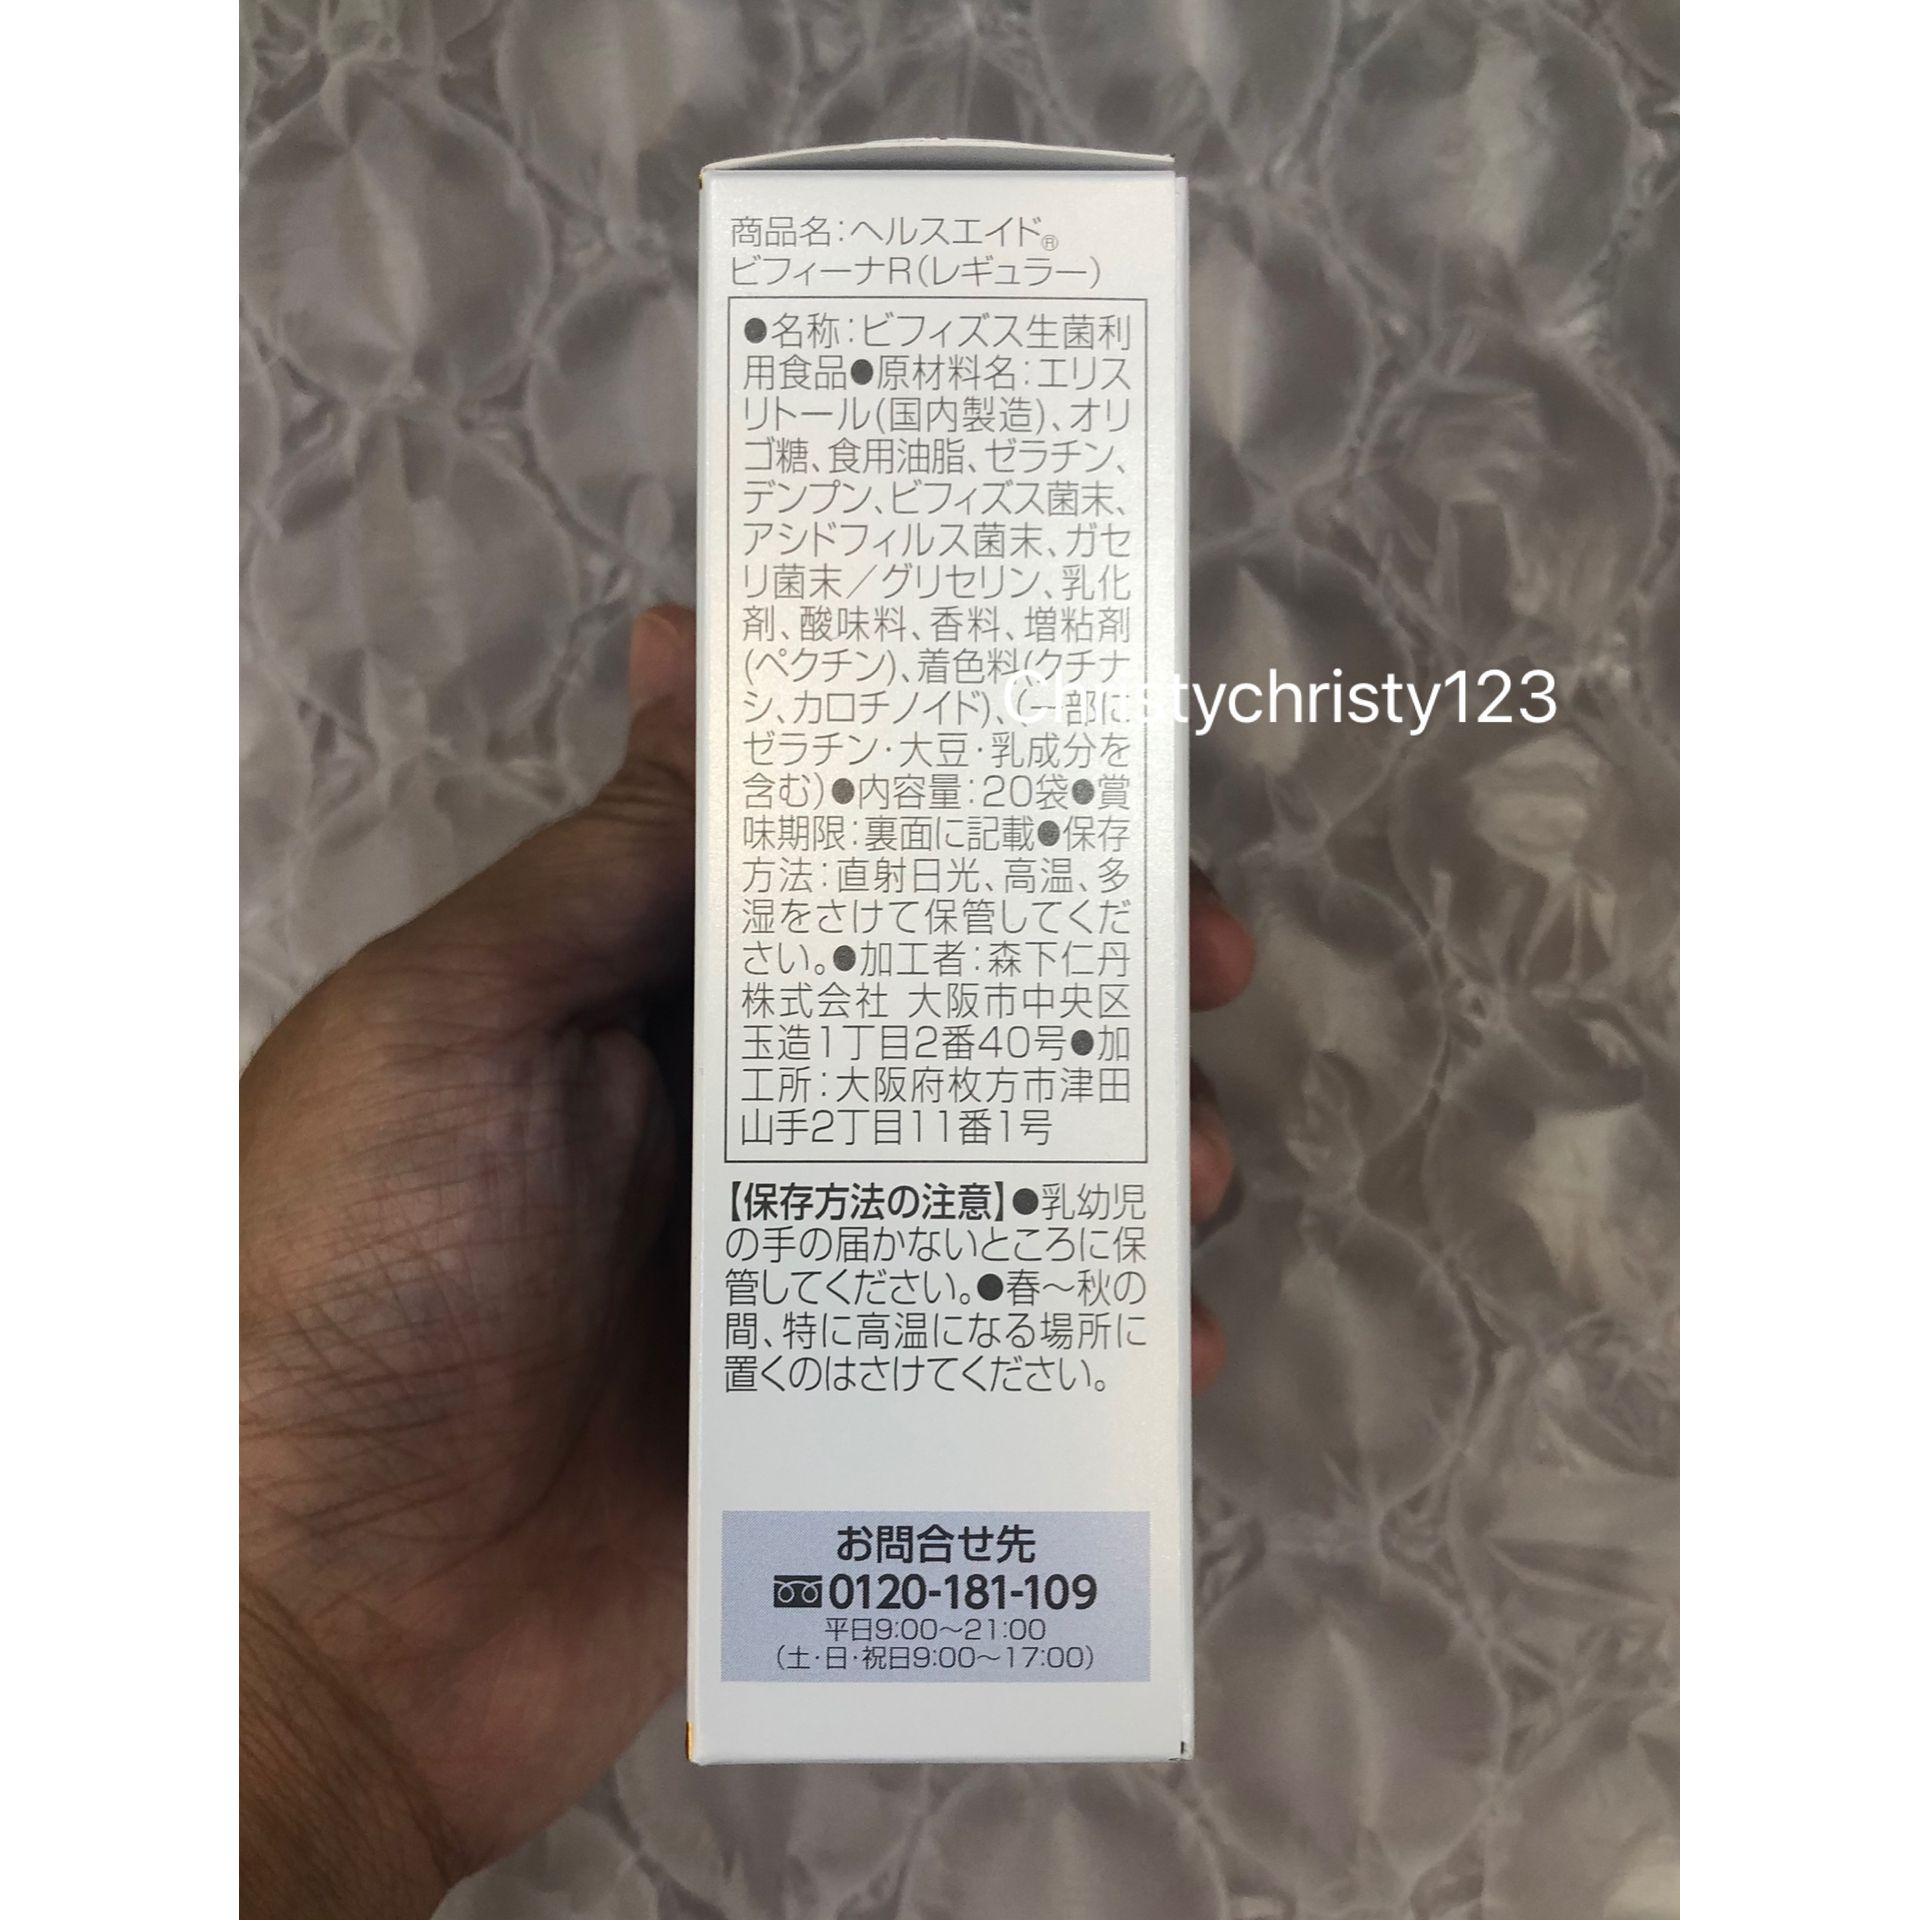 商品名:ヘルスエイド®
ビフィーナR(レギュラー)
●名称:ビフィズス生菌利
用食品●原材料名:エリス
リトール(国内製造)、オリ
ゴ糖、食用油脂、ゼラチン、
デンプン、ビフィズス菌末、
アシドフィルス菌末、ガセ
リ菌末/グリセリン、乳化
剤、酸味料、香料、増粘剤
(ペクチン)、着色料(クチナ
シ、カロチノイド)、(一部に
ゼラチン・大豆・乳成分を
含む)●内容量:20袋●賞
味期限:裏面に記載●保存
方法:直射日光、高温、多
湿をさけて保管してくだ
さい。●加工者:森下仁丹
株式会社 大阪市中央区
玉造1丁目2番40号●加
工所:大阪府枚方市津田
山手2丁目11番1号
【保存方法の注意】●乳幼児
の手の届かないところに保
管してください。●春～秋の
間、特に高温になる場所に
置くのはさけてください。
お問合せ先
0120-181-109
平日9:00～21:00
(土・日・祝日9:00～17:00)
Christychristy123